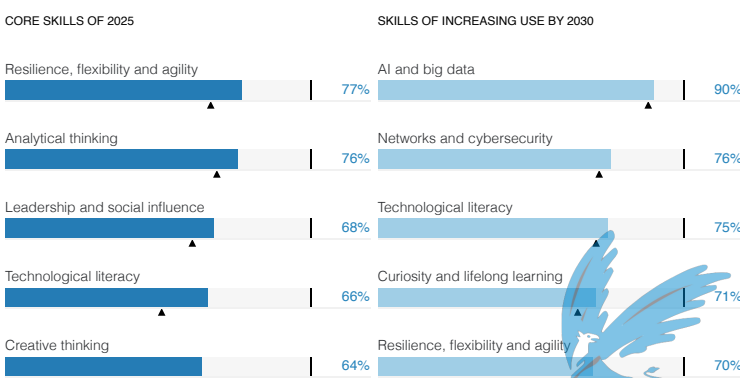 CORE SKILLS OF 2025
Resilience, flexibility and agility
77%
Analytical thinking
76%
Leadership and social influence
68%
Technological literacy
66%
Creative thinking
64%
SKILLS OF INCREASING USE BY 2030
AI and big data
90%
Networks and cybersecurity
76%
Technological literacy
75%
Curiosity and lifelong learning
71%
Resilience, flexibility and agility
70%